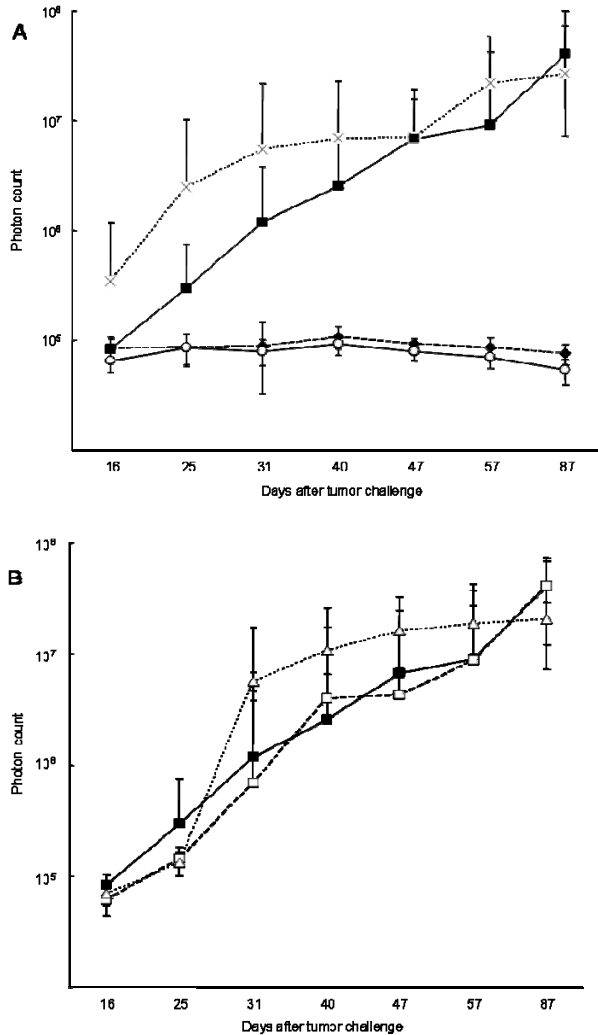 A
10⁸
10⁷
10⁶
10⁵
Photon count
16 25 31 40 47 57 87
Days after tumor challenge
B
10⁸
10⁷
10⁶
10⁵
Photon count
16 25 31 40 47 57 87
Days after tumor challenge